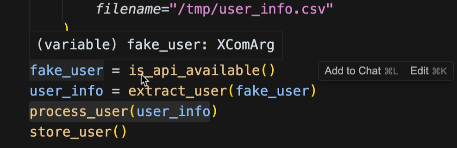 filename="/tmp/user_info.csv"
)
(variable) fake_user: XComArg
fake_user = is_api_available()
Add to Chat ⌘L Edit ⌘K
user_info = extract_user(fake_user)
process_user(user_info)
store_user()